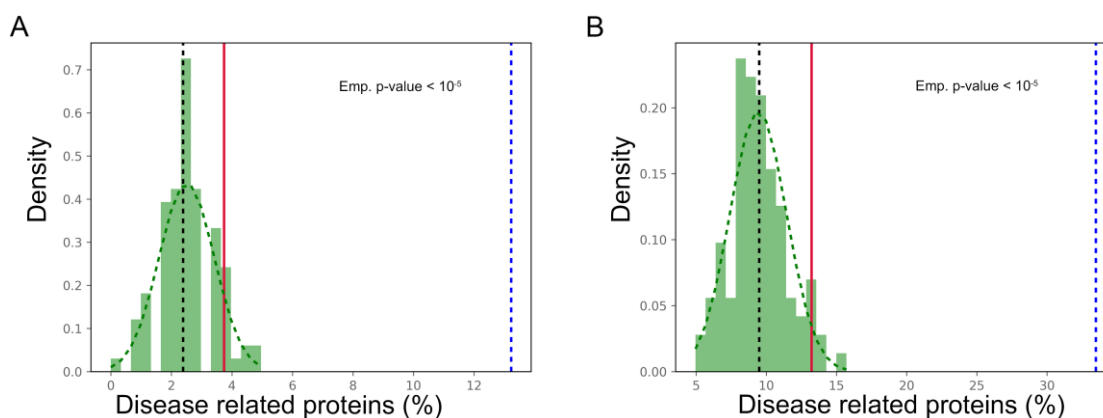 A
0.7
0.6
0.5
0.4
0.3
0.2
0.1
0.0
Density
Emp. p-value < 10⁻⁵
0 2 4 6 8 10 12
Disease related proteins (%)
B
0.20
0.15
0.10
0.05
0.00
Density
Emp. p-value < 10⁻⁵
5 10 15 20 25 30
Disease related proteins (%)